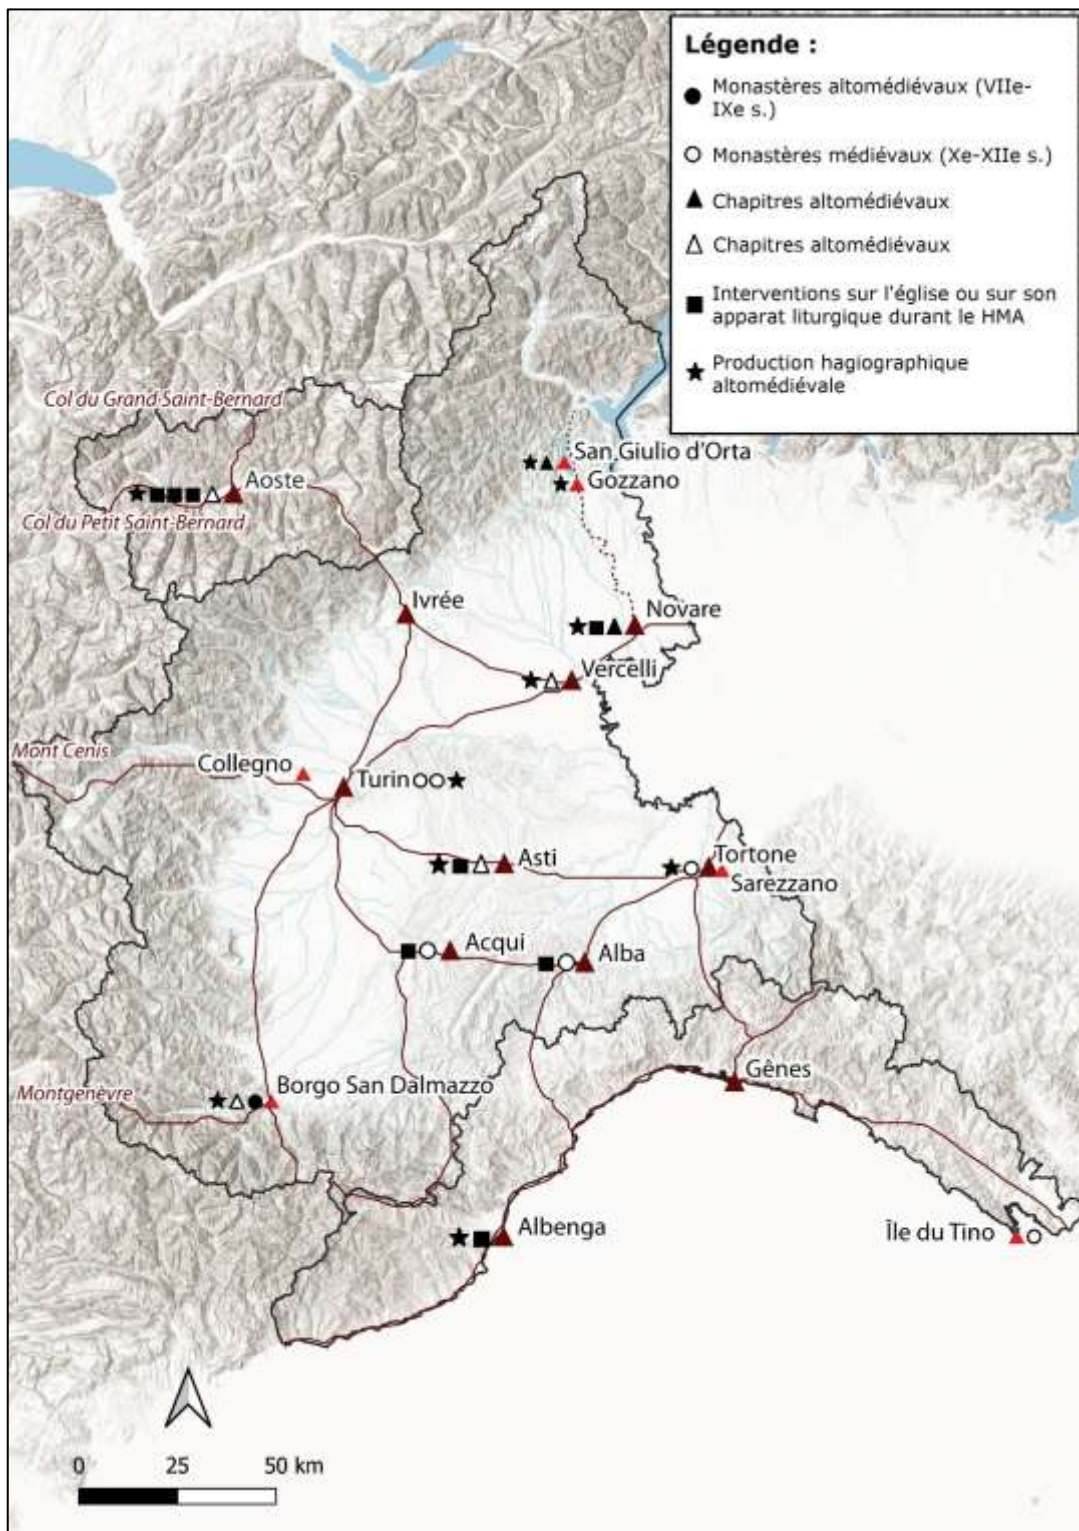 Légende :
Monastères altomédiévaux (VIIe-
IXe s.)
Monastères médiévaux (Xe-XIIe s.)
Chapitres altomédiévaux
Chapitres altomédiévaux
Interventions sur l'église ou sur son
apparat liturgique durant le HMA
Production hagiographique
altomédiévale
Col du Grand Saint-Bernard
San Giulio d'Orta
Gozzano
Aoste
Col du Petit Saint-Bernard
Ivrée
Novare
Vercelli
Mont Cenis
Collegno
Turin
Asti
Tortone
Sarezzano
Acqui
Alba
Gênes
Montgenèvre
Borgo San Dalmazzo
Albenga
Île du Tino
0 25 50 km